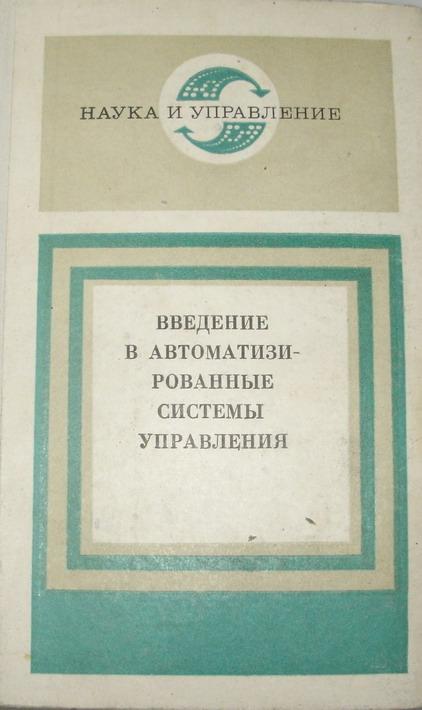 НАУКА И УПРАВЛЕНИЕ
ВВЕДЕНИЕ
В АВТОМАТИЗИ-
РОВАННЫЕ
СИСТЕМЫ
УПРАВЛЕНИЯ